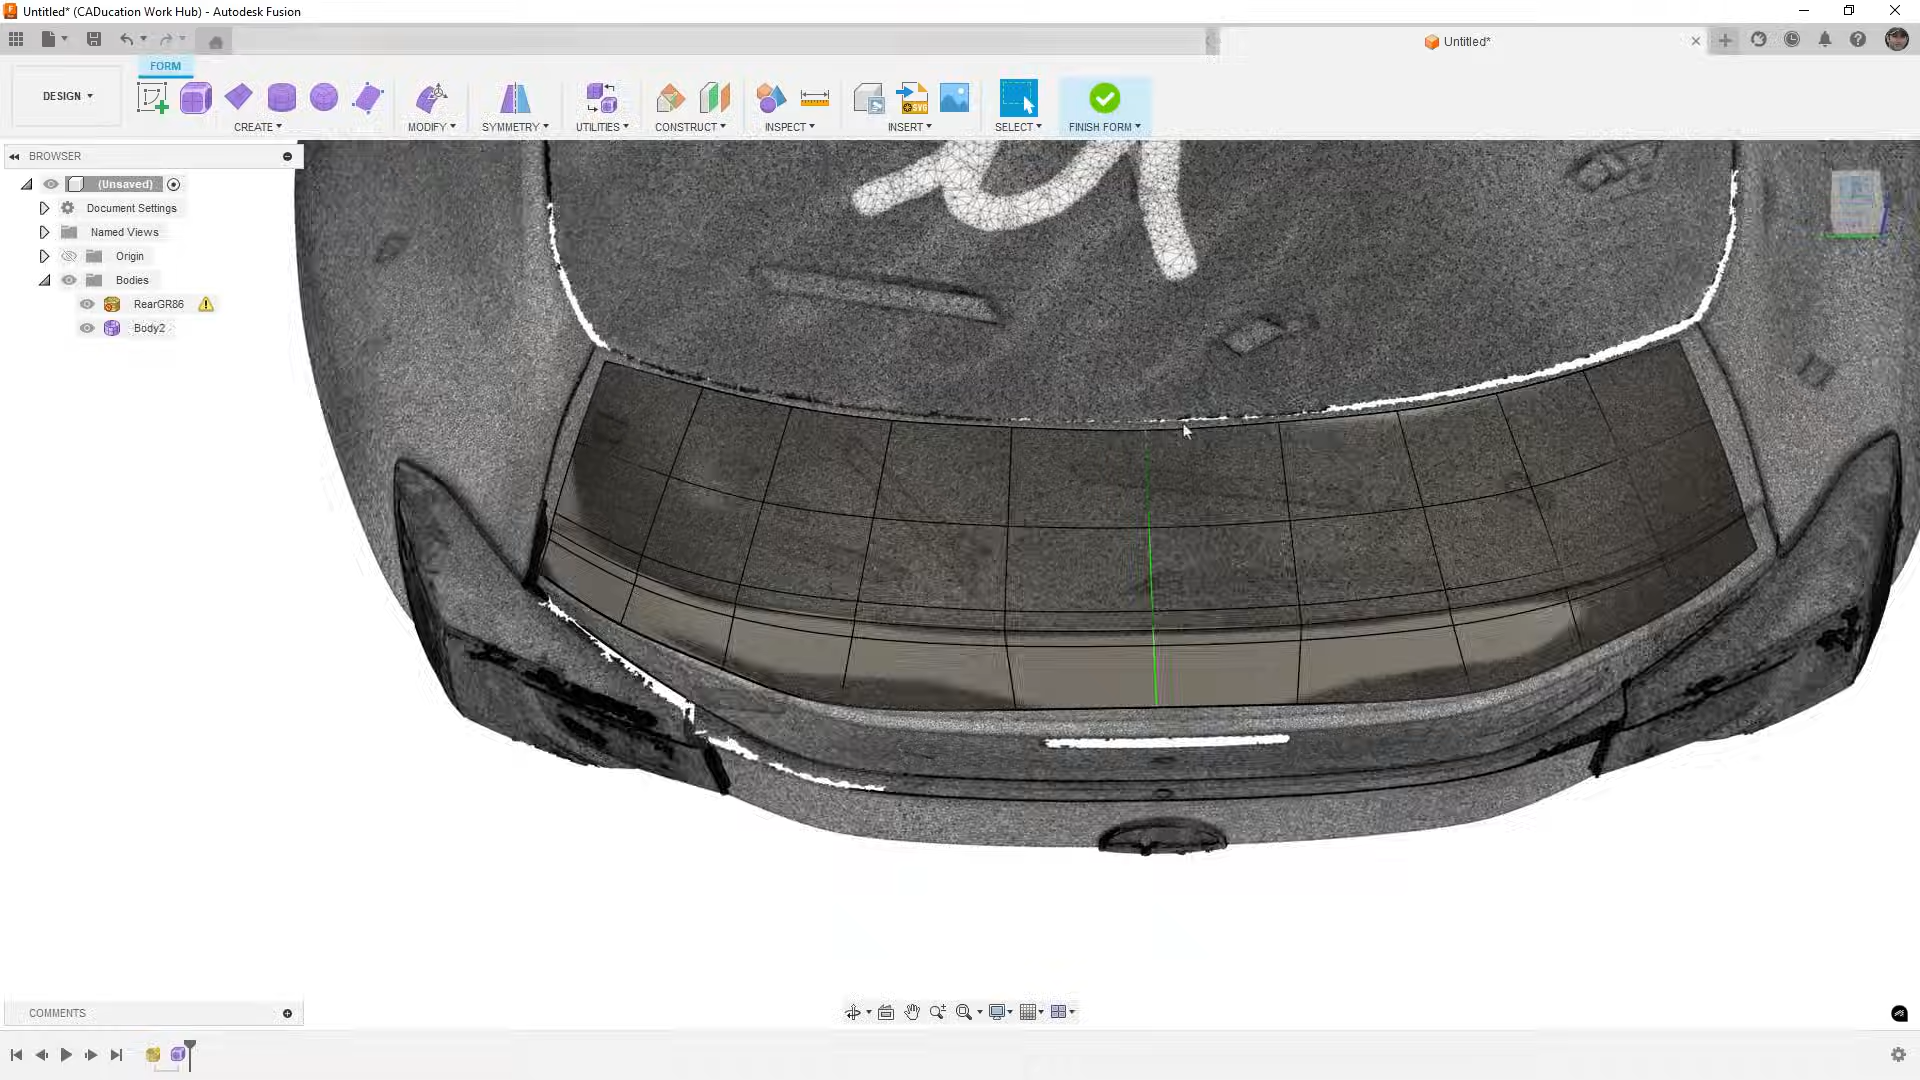 Untitled* (CADucation Work Hub) - Autodesk Fusion
Untitled*
FORM
DESIGN
CREATE
MODIFY
SYMMETRY
UTILITIES
CONSTRUCT
INSPECT
INSERT
SELECT
FINISH FORM
BROWSER
(Unsaved)
Document Settings
Named Views
Origin
Bodies
RearGR86
Body2
COMMENTS